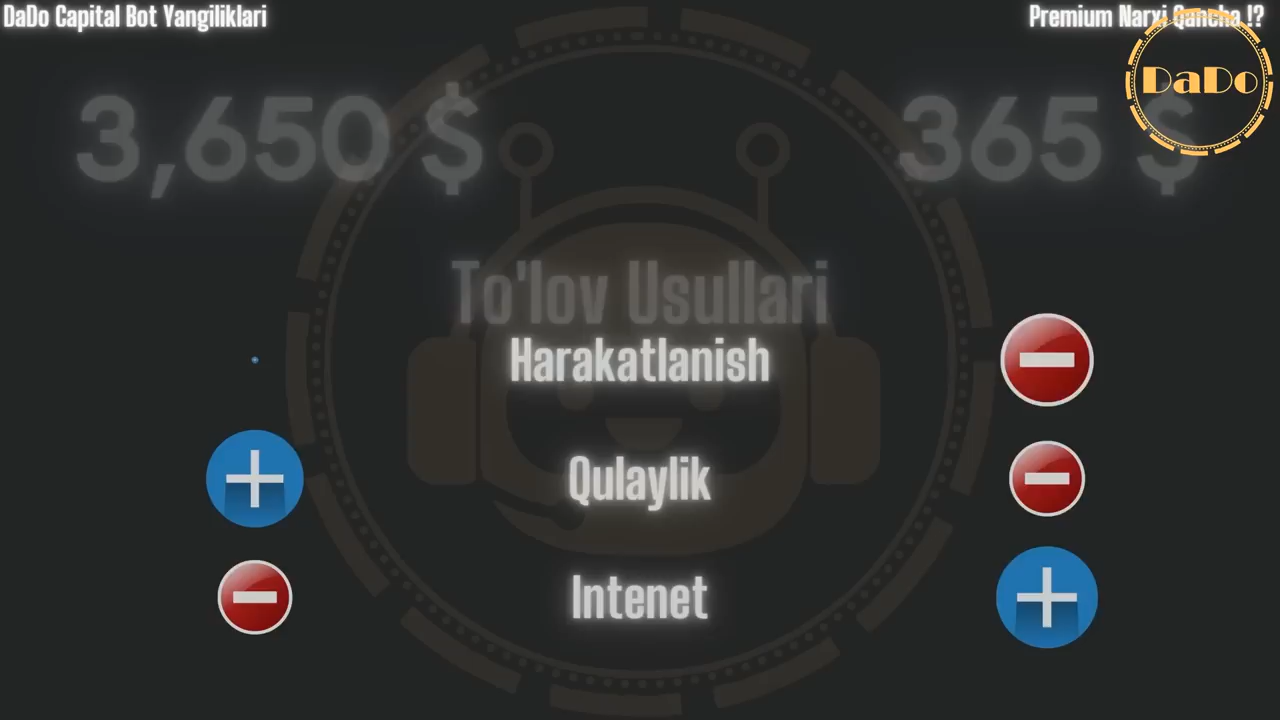 DaDo Capital Bot Yangiliklari
Premium Narxi Qancha !?
DaDo
3,650 $
365 $
To'lov Usullari
Harakatlanish
Qulaylik
Intenet